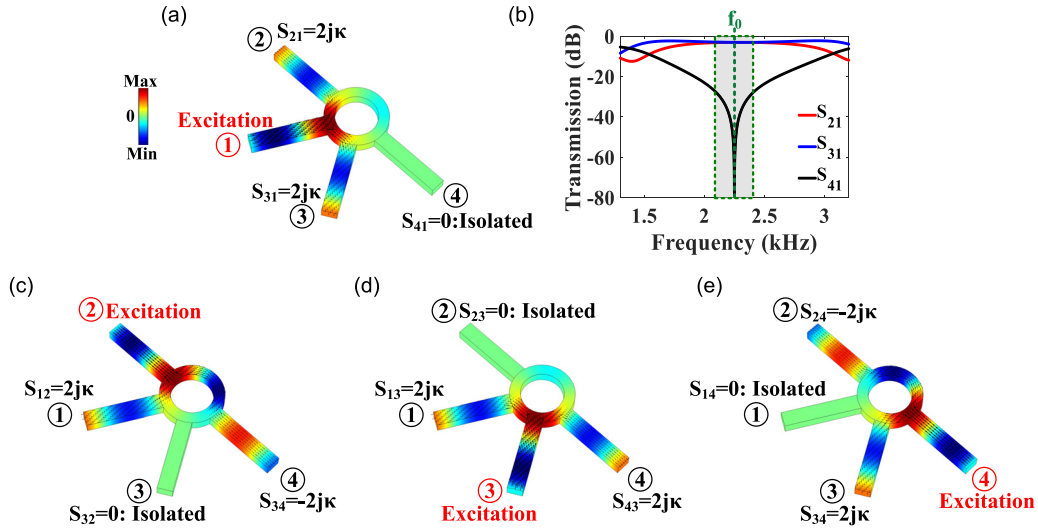 (a)
② S21=2jκ
Max
0
Min
Excitation
①
S31=2jκ
③
④
S41=0:Isolated
(b)
f0
Transmission (dB)
0
-20
-40
-60
-80
S21
S31
S41
1.5 2 2.5 3
Frequency (kHz)
(c)
② Excitation
S12=2jκ
①
③
S32=0: Isolated
④
S34=-2jκ
(d)
② S23=0: Isolated
S13=2jκ
①
③
Excitation
④
S43=2jκ
(e)
② S24=-2jκ
S14=0: Isolated
①
③
S34=2jκ
④
Excitation